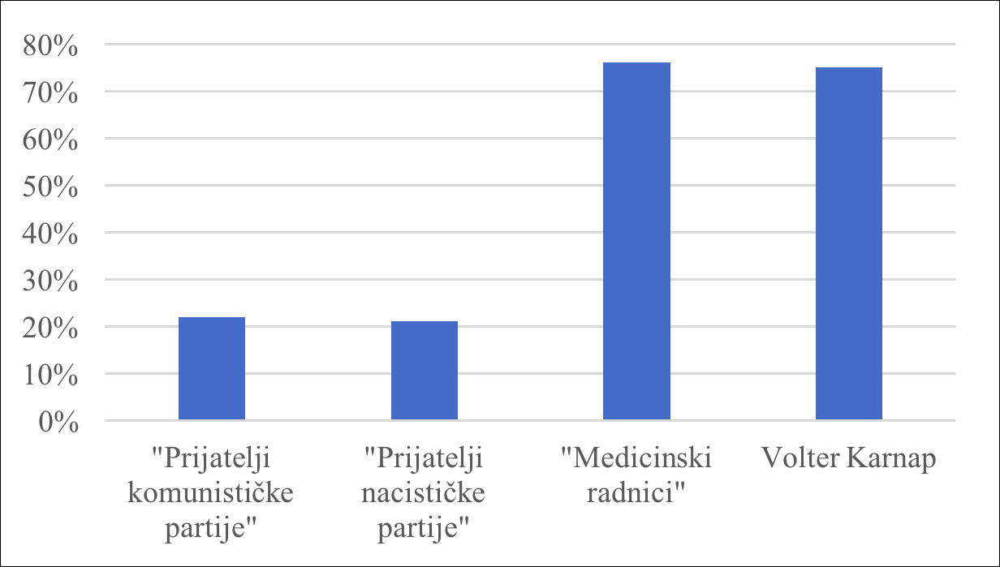 80%
70%
60%
50%
40%
30%
20%
10%
0%
"Prijatelji
komunističke
partije"
"Prijatelji
nacističke
partije"
"Medicinski
radnici"
Volter Karnap